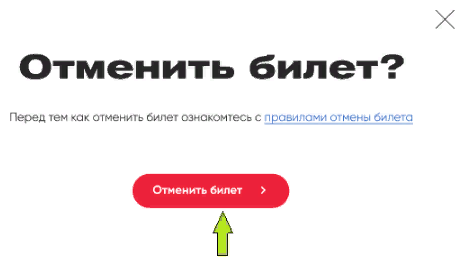 Отменить билет?
Перед тем как отменить билет ознакомтесь с правилами отмены билета
Отменить билет